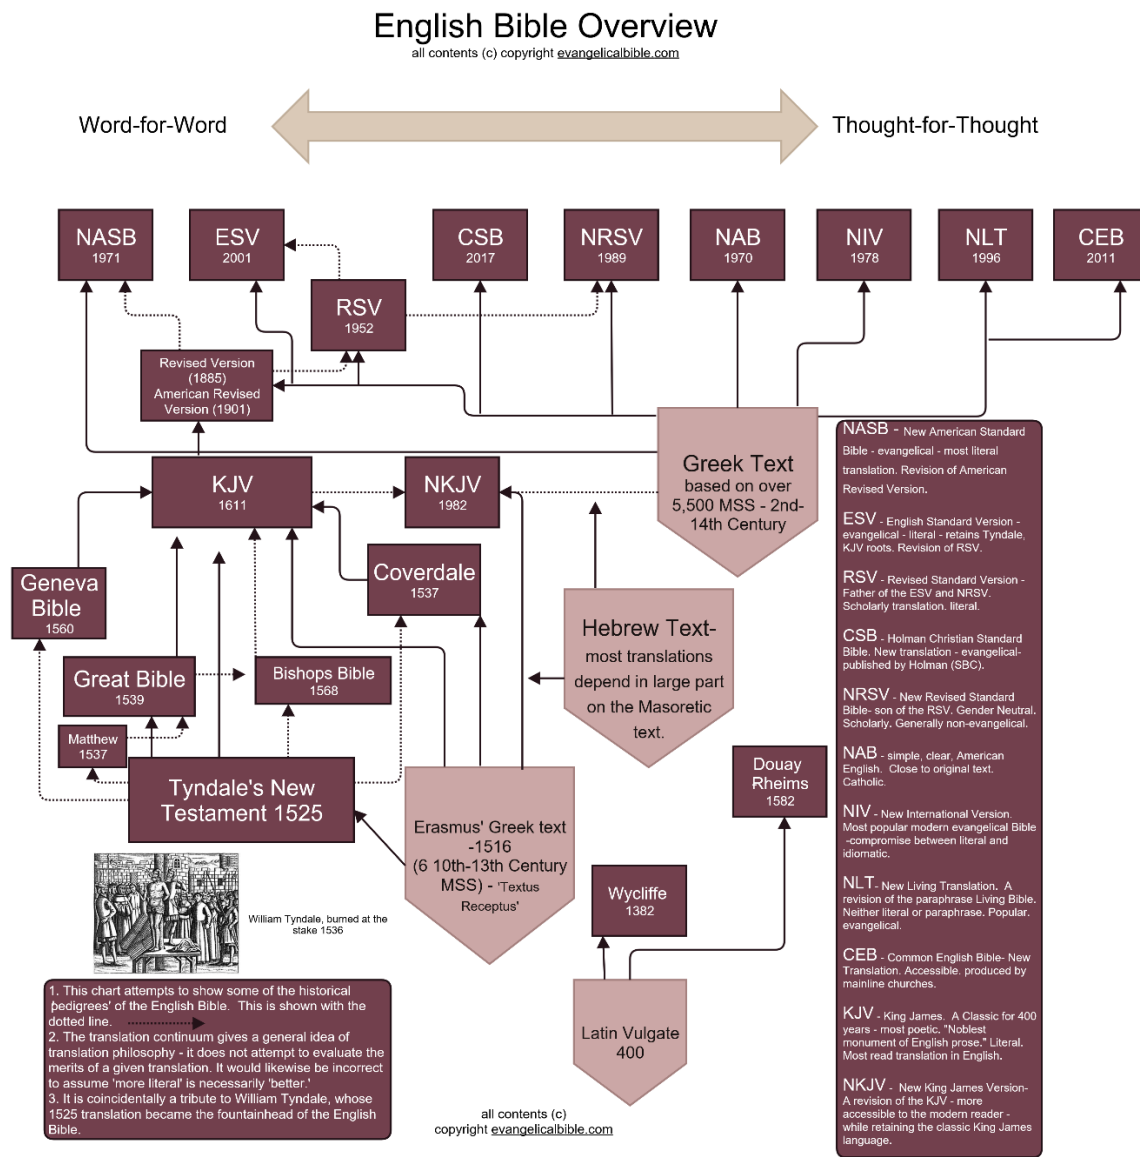 English Bible Overview
all contents (c) copyright evangelicalbible.com
Word-for-Word
Thought-for-Thought
NASB
1971
ESV
2001
CSB
2017
NRSV
1989
NAB
1970
NIV
1978
NLT
1996
CEB
2011
RSV
1952
Revised Version
(1885)
American Revised
Version (1901)
KJV
1611
NKJV
1982
Greek Text
based on over
5,500 MSS - 2nd-
14th Century
Geneva
Bible
1560
Coverdale
1537
Great Bible
1539
Bishops Bible
1568
Matthew
1537
Tyndale's New
Testament 1525
Hebrew Text-
most translations
depend in large part
on the Masoretic
text.
Erasmus' Greek text
-1516
(6 10th-13th Century
MSS) - 'Textus
Receptus'
Douay
Rheims
1582
Wycliffe
1382
Latin Vulgate
400
William Tyndale, burned at the
stake 1536
1. This chart attempts to show some of the historical
'pedigrees' of the English Bible. This is shown with the
dotted line.
2. The translation continuum gives a general idea of
translation philosophy - it does not attempt to evaluate the
merits of a given translation. It would likewise be incorrect
to assume 'more literal' is necessarily 'better.'
3. It is coincidentally a tribute to William Tyndale, whose
1525 translation became the fountainhead of the English
Bible.
all contents (c)
copyright evangelicalbible.com
NASB - New American Standard
Bible - evangelical - most literal
translation. Revision of American
Revised Version.
ESV - English Standard Version -
evangelical - literal - retains Tyndale,
KJV roots. Revision of RSV.
RSV - Revised Standard Version -
Father of the ESV and NRSV.
Scholarly translation. literal.
CSB - Holman Christian Standard
Bible. New translation - evangelical-
published by Holman (SBC).
NRSV - New Revised Standard
Bible- son of the RSV. Gender Neutral.
Scholarly. Generally non-evangelical.
NAB - simple, clear, American
English. Close to original text.
Catholic.
NIV - New International Version.
Most popular modern evangelical Bible
-compromise between literal and
idiomatic.
NLT- New Living Translation. A
revision of the paraphrase Living Bible.
Neither literal or paraphrase. Popular.
evangelical.
CEB - Common English Bible- New
Translation. Accessible. produced by
mainline churches.
KJV - King James. A Classic for 400
years - most poetic. "Noblest
monument of English prose." Literal.
Most read translation in English.
NKJV - New King James Version-
A revision of the KJV - more
accessible to the modern reader -
while retaining the classic King James
language.